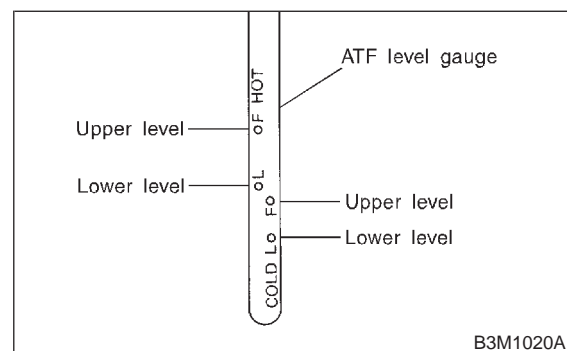 ATF level gauge
F HOT
Upper level
Lower level
L
F
Upper level
COLD L
Lower level
B3M1020A